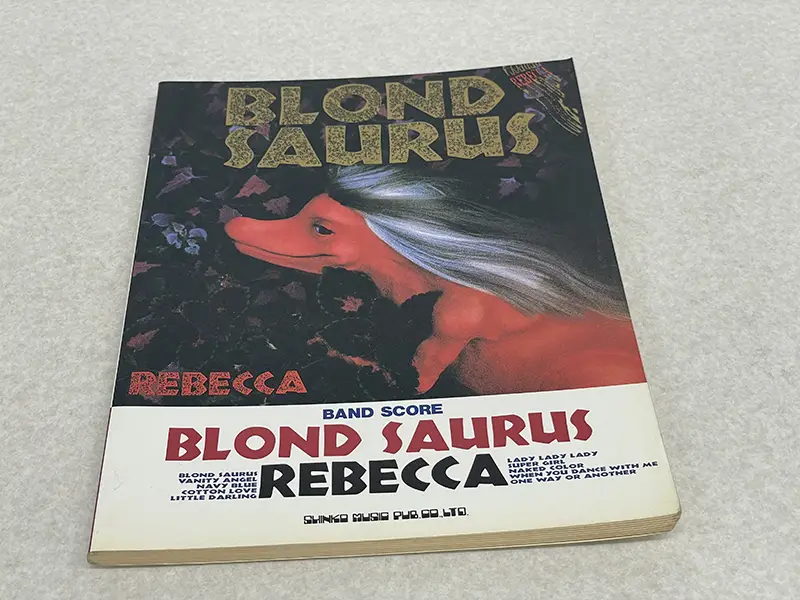 BLOND
SAURUS
REBECCA
BAND SCORE
BLOND SAURUS
REBECCA
BLOND SAURUS
VANITY ANGEL
NAVY BLUE
COTTON LOVE
LITTLE DARLING
LADY LADY LADY
SUPER GIRL
NAKED COLOR
WHEN YOU DANCE WITH ME
ONE WAY OR ANOTHER
SHINKO MUSIC PUB.CO.,LTD.